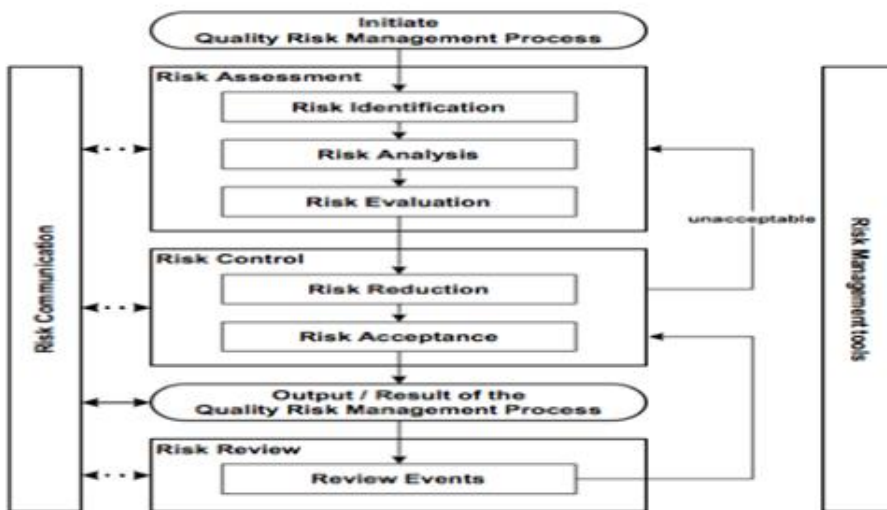 Initiate
Quality Risk Management Process
Risk Assessment
Risk Identification
Risk Analysis
Risk Evaluation
unacceptable
Risk Control
Risk Reduction
Risk Acceptance
Output / Result of the
Quality Risk Management Process
Risk Review
Review Events
Risk Communication
Risk Management tools